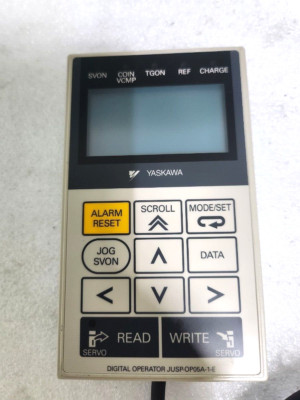 SVON COIN TGON REF CHARGE
VCMP
YASKAWA
ALARM RESET
SCROLL
MODE/SET
JOG SVON
DATA
READ
SERVO
WRITE
SERVO
DIGITAL OPERATOR JUSP-OP05A-1-E